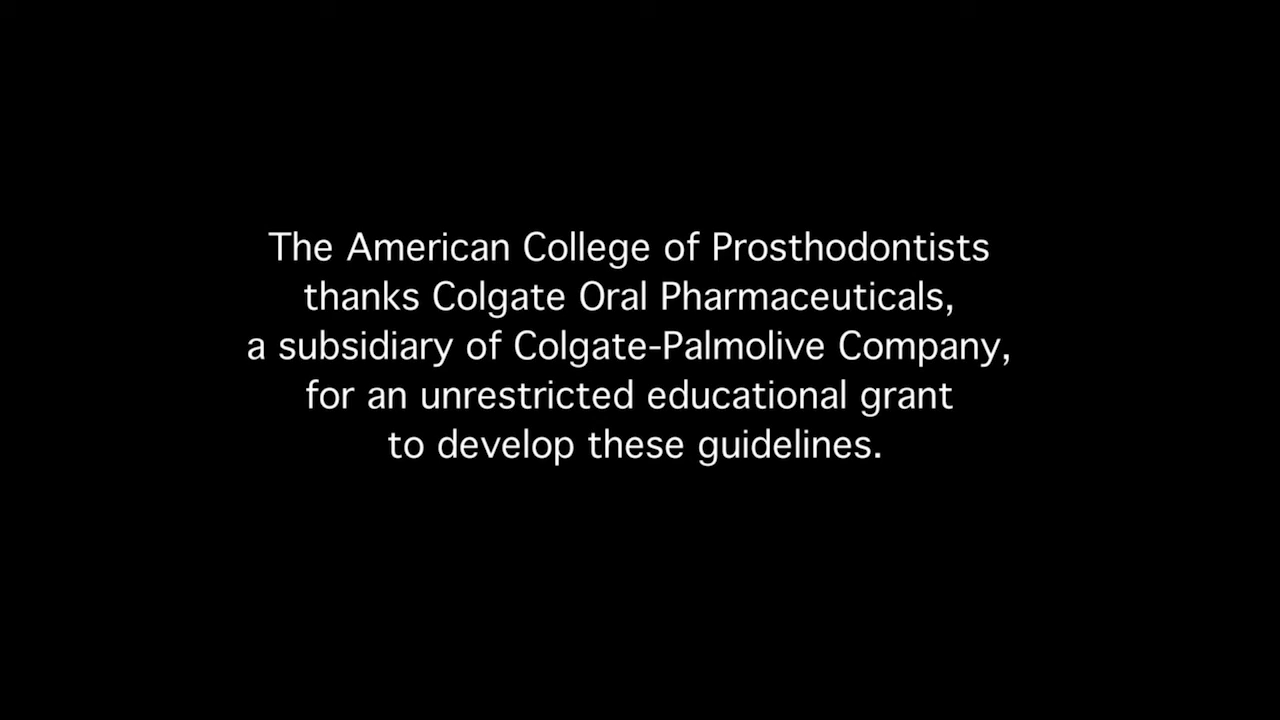 The American College of Prosthodontists
thanks Colgate Oral Pharmaceuticals,
a subsidiary of Colgate-Palmolive Company,
for an unrestricted educational grant
to develop these guidelines.